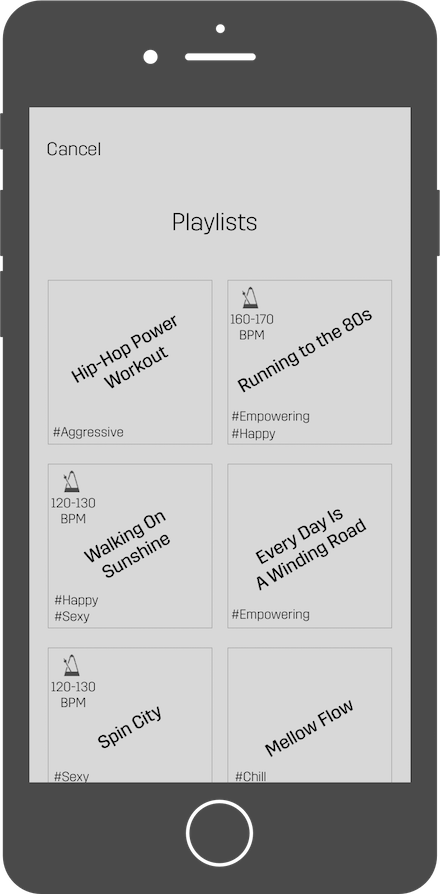 Cancel
Playlists
Hip-Hop Power
Workout
#Aggressive
160-170
BPM
Running to the 80s
#Empowering
#Happy
120-130
BPM
Walking On
Sunshine
#Happy
#Sexy
Every Day Is
A Winding Road
#Empowering
120-130
BPM
Spin City
#Sexy
Mellow Flow
#Chill